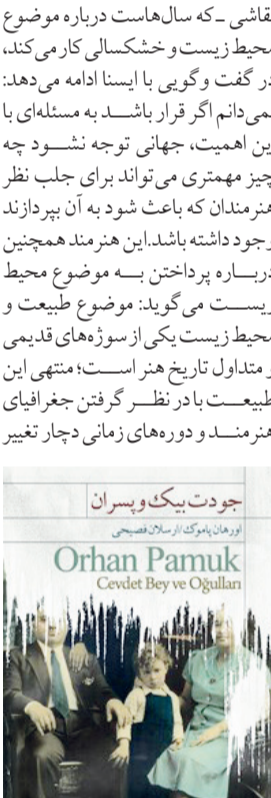 نقاشی ـ که سال‌هاست درباره موضوع
محیط زیست و خشکسالی کار می‌کند،
در گفت وگویی با ایسنا ادامه می‌دهد:
نمی‌دانم اگر قرار باشد به مسئله‌ای با
این اهمیت، جهانی توجه نشود چه
چیز مهمتری می‌تواند برای جلب نظر
هنرمندان که باعث شود به آن بپردازند
وجود داشته باشد.این هنرمند همچنین
درباره پرداختن به موضوع محیط
زیست می‌گوید: موضوع طبیعت و
محیط زیست یکی از سوژه‌های قدیمی
و متداول تاریخ هنر است؛ منتهی این
طبیعت با در نظر گرفتن جغرافیای
هنرمند و دوره‌های زمانی دچار تغییر
جودت بیک و پسران
اورهان پاموک/ارسلان فصیحی
Orhan Pamuk
Cevdet Bey ve Oğulları